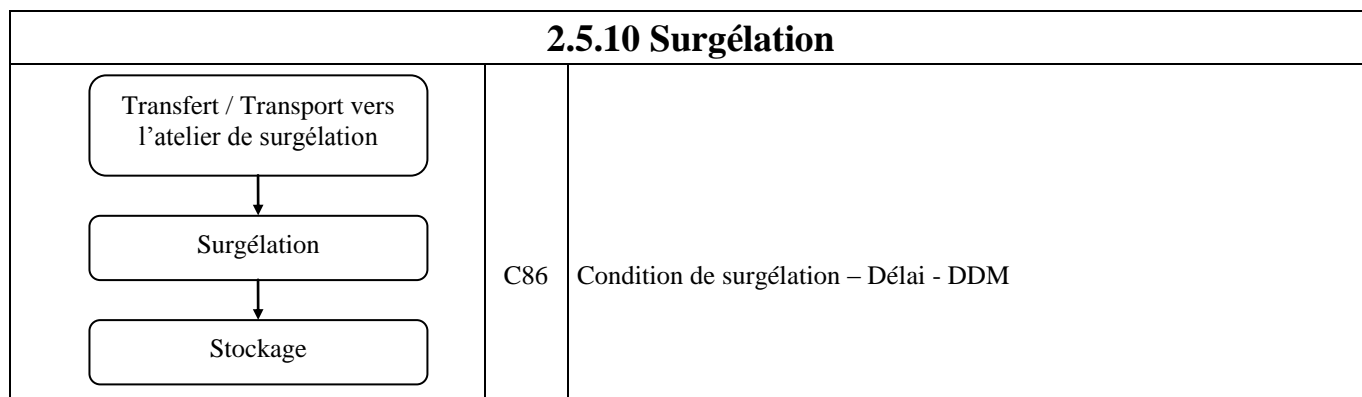 2.5.10 Surgélation
Transfert / Transport vers
l’atelier de surgélation
Surgélation
C86
Condition de surgélation – Délai - DDM
Stockage